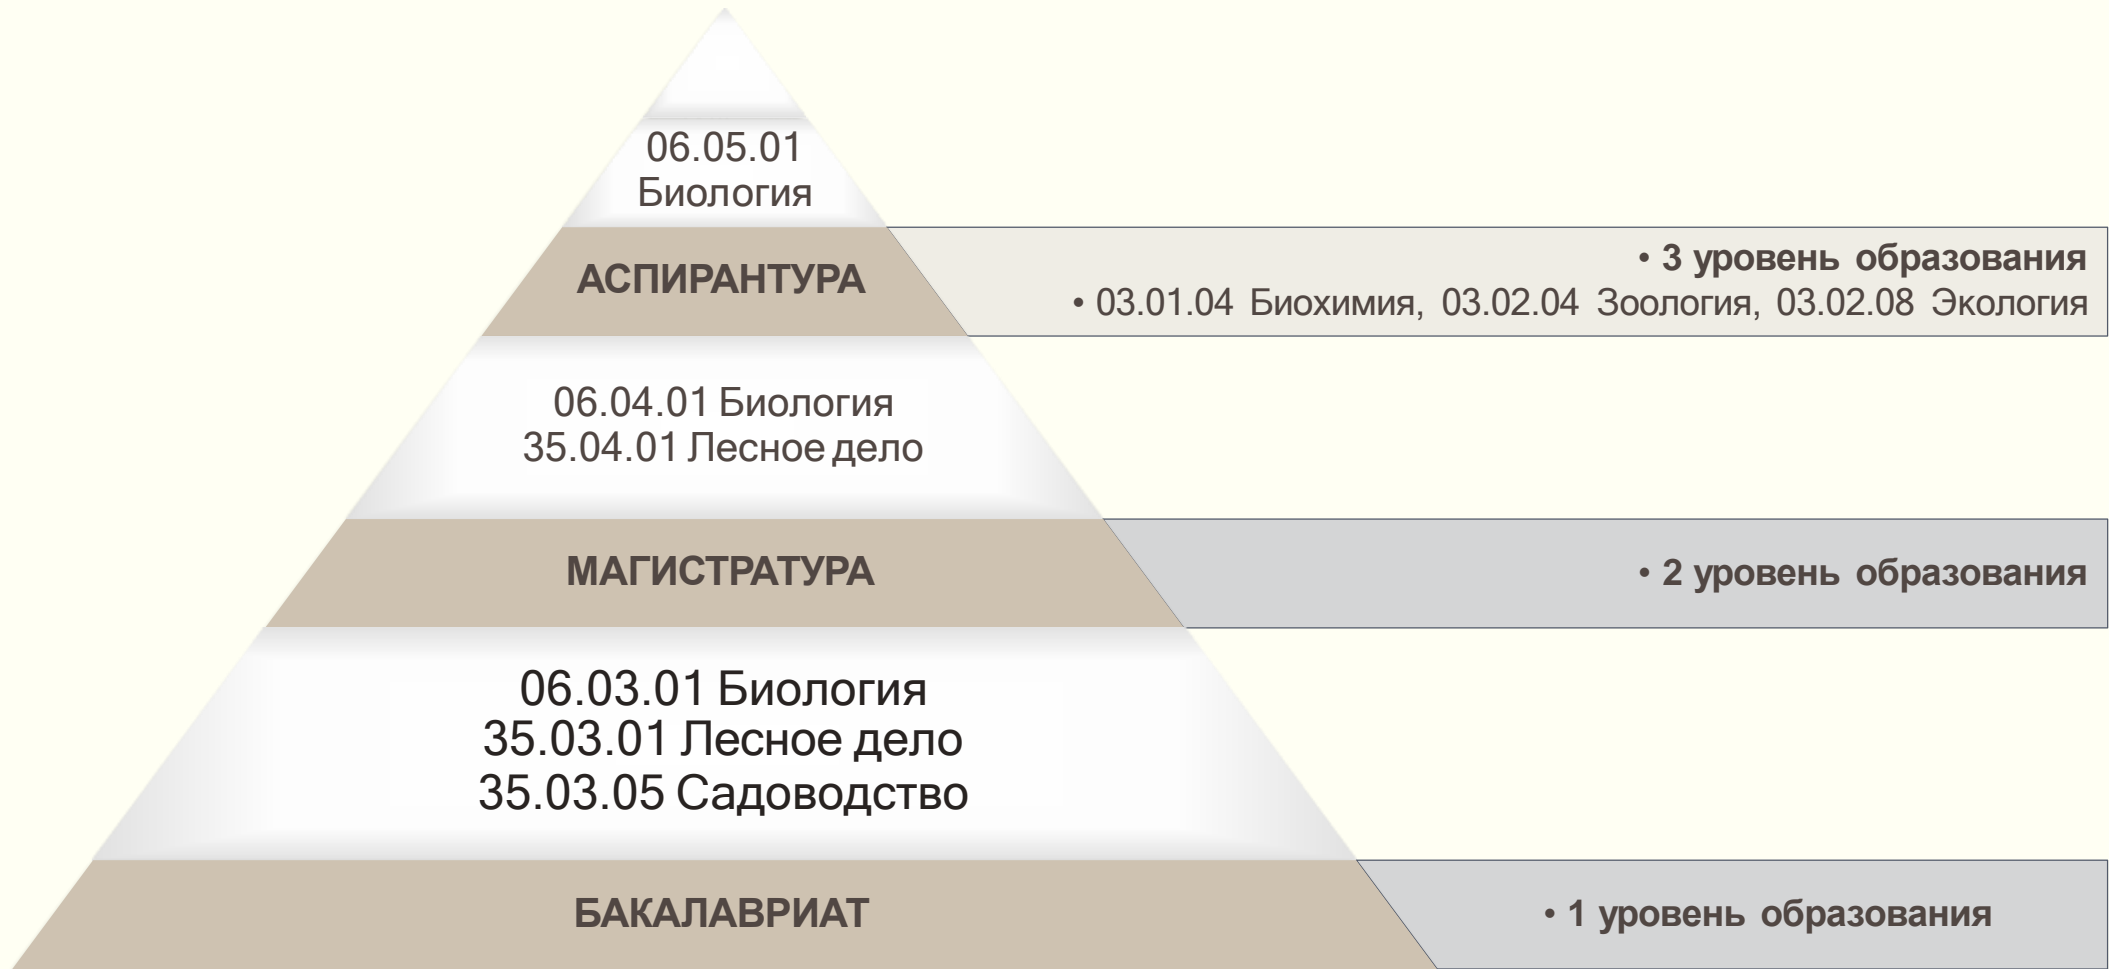 06.05.01
Биология
АСПИРАНТУРА
• 3 уровень образования
• 03.01.04 Биохимия, 03.02.04 Зоология, 03.02.08 Экология
06.04.01 Биология
35.04.01 Лесное дело
МАГИСТРАТУРА
• 2 уровень образования
06.03.01 Биология
35.03.01 Лесное дело
35.03.05 Садоводство
БАКАЛАВРИАТ
• 1 уровень образования